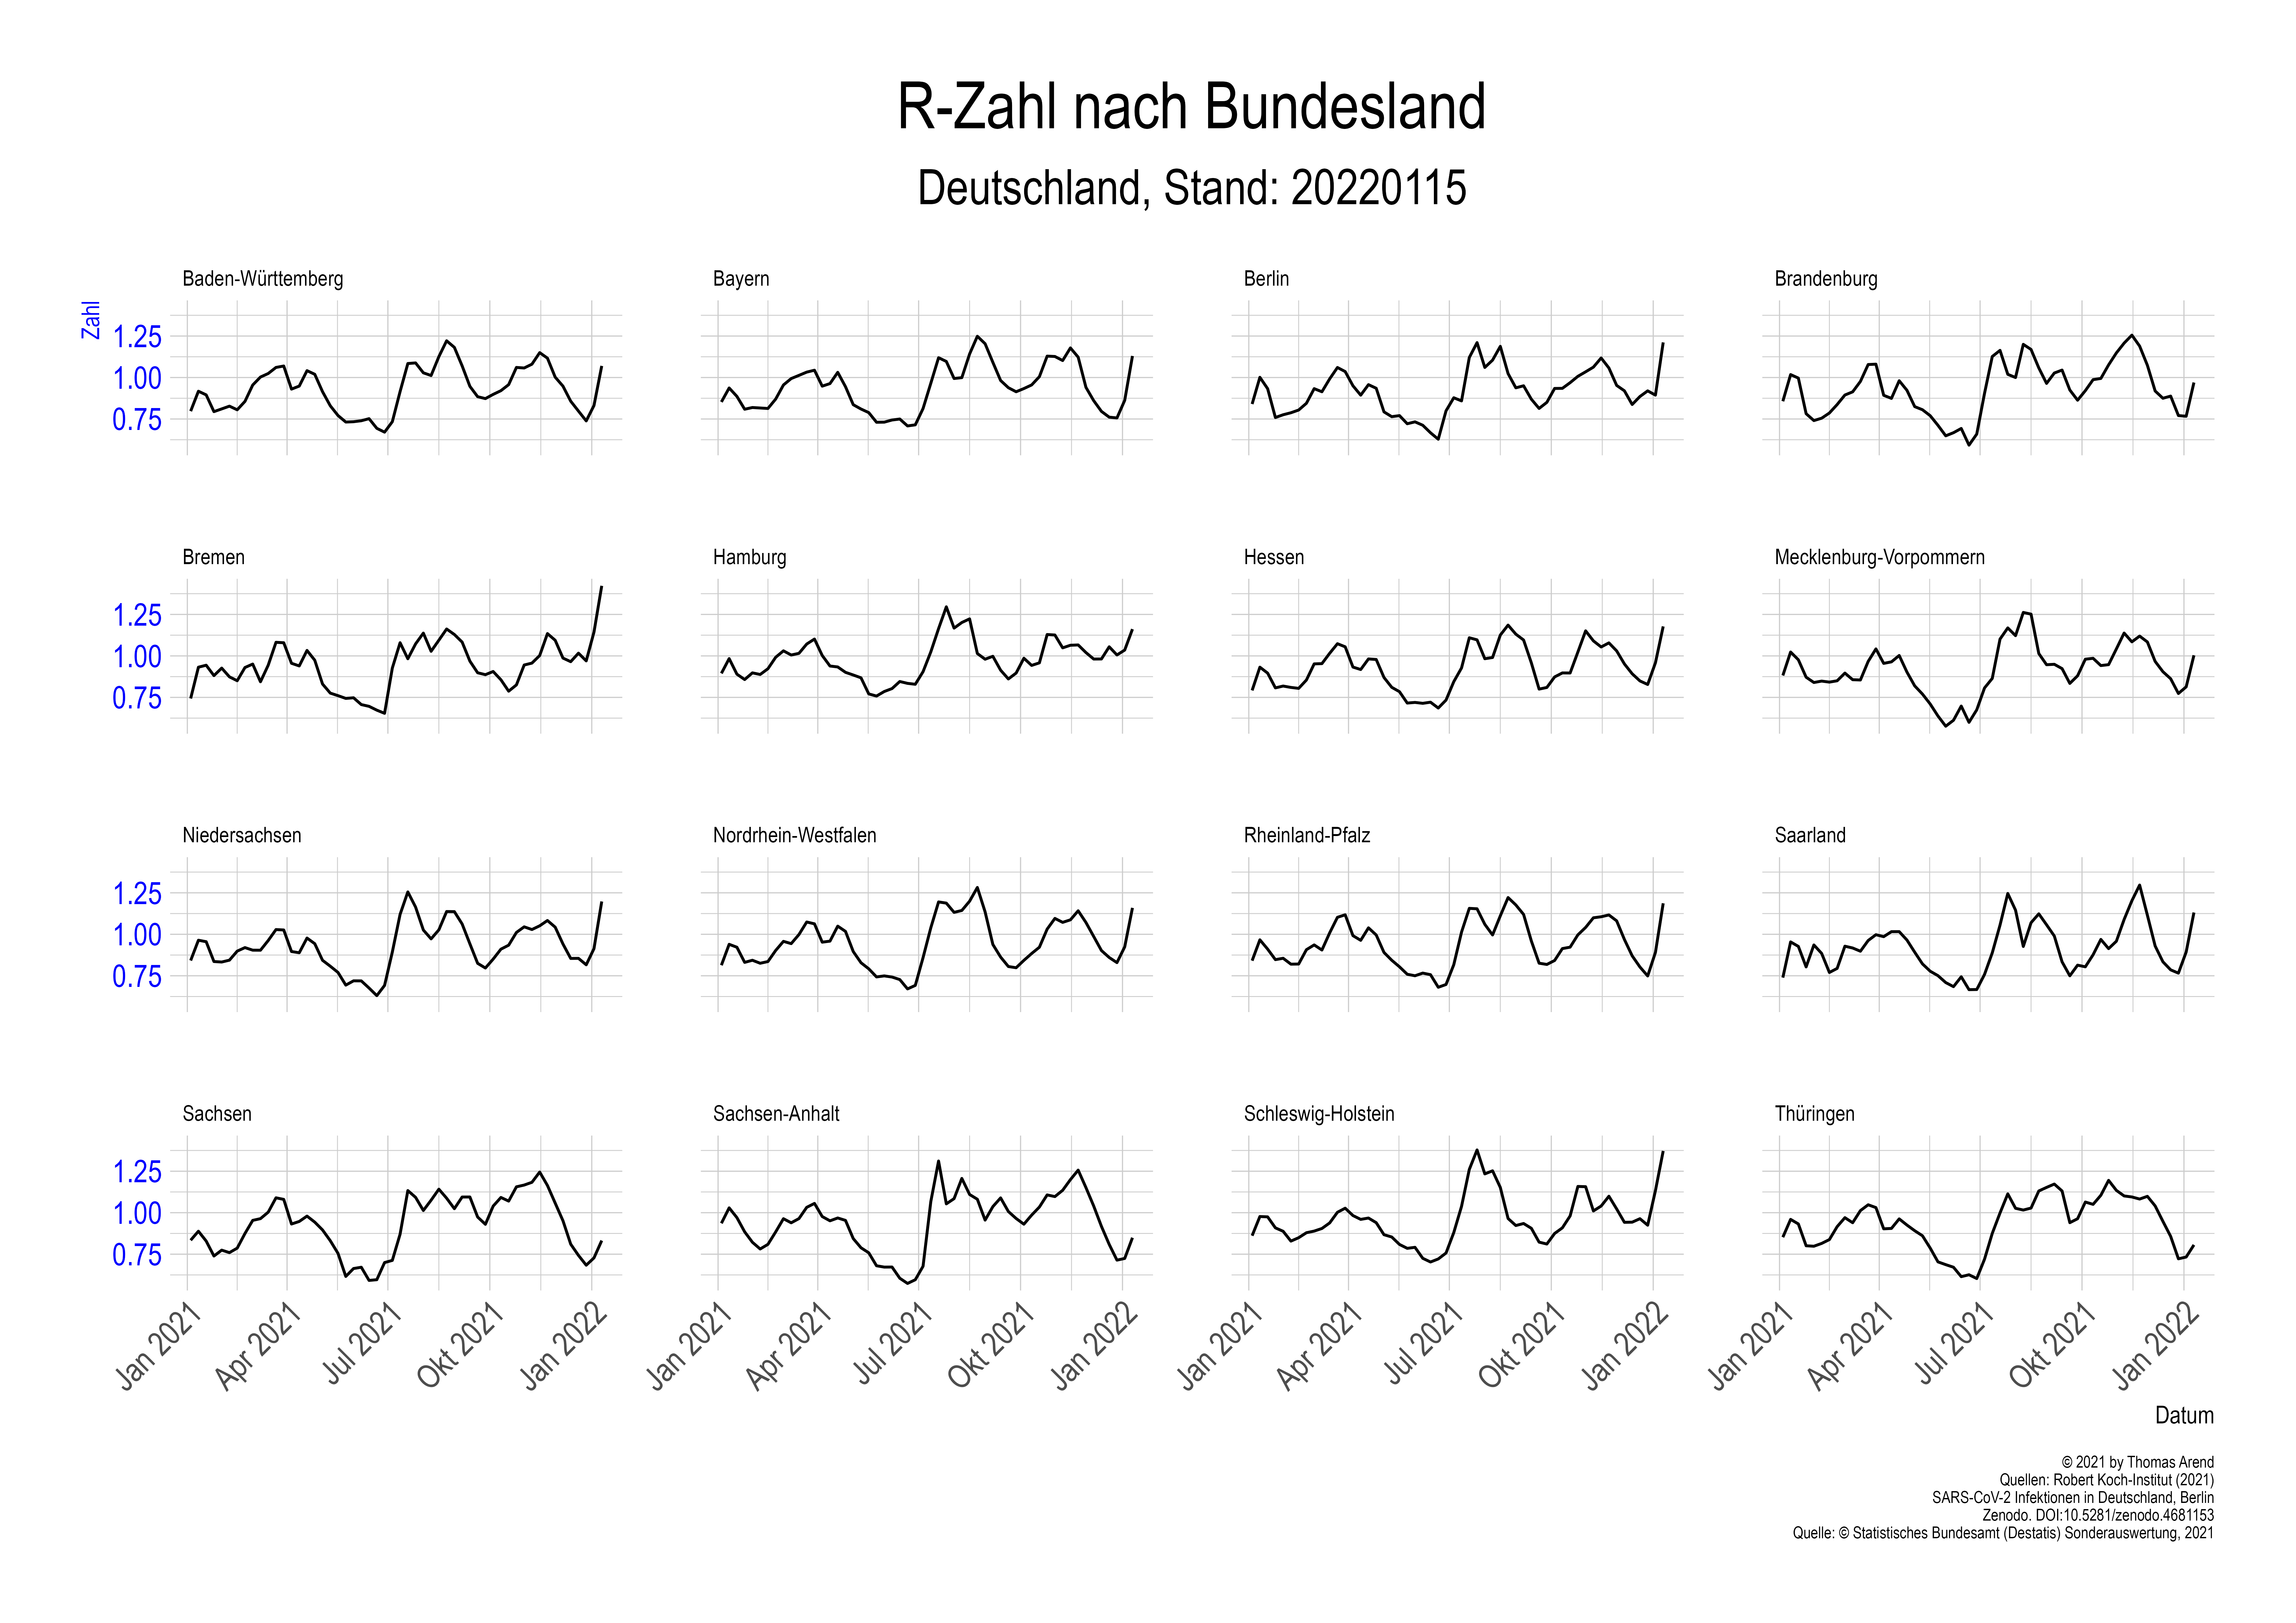 R-Zahl nach Bundesland
Deutschland, Stand: 20220115
Baden-Württemberg
Bayern
Berlin
Brandenburg
Zahl
1.25
1.00
0.75
Bremen
Hamburg
Hessen
Mecklenburg-Vorpommern
1.25
1.00
0.75
Niedersachsen
Nordrhein-Westfalen
Rheinland-Pfalz
Saarland
1.25
1.00
0.75
Sachsen
Sachsen-Anhalt
Schleswig-Holstein
Thüringen
1.25
1.00
0.75
Jan 2021
Apr 2021
Jul 2021
Okt 2021
Jan 2022
Jan 2021
Apr 2021
Jul 2021
Okt 2021
Jan 2022
Jan 2021
Apr 2021
Jul 2021
Okt 2021
Jan 2022
Jan 2021
Apr 2021
Jul 2021
Okt 2021
Jan 2022
Datum
© 2021 by Thomas Arend
Quellen: Robert Koch-Institut (2021)
SARS-CoV-2 Infektionen in Deutschland, Berlin
Zenodo. DOI:10.5281/zenodo.4681153
Quelle: © Statistisches Bundesamt (Destatis) Sonderauswertung, 2021